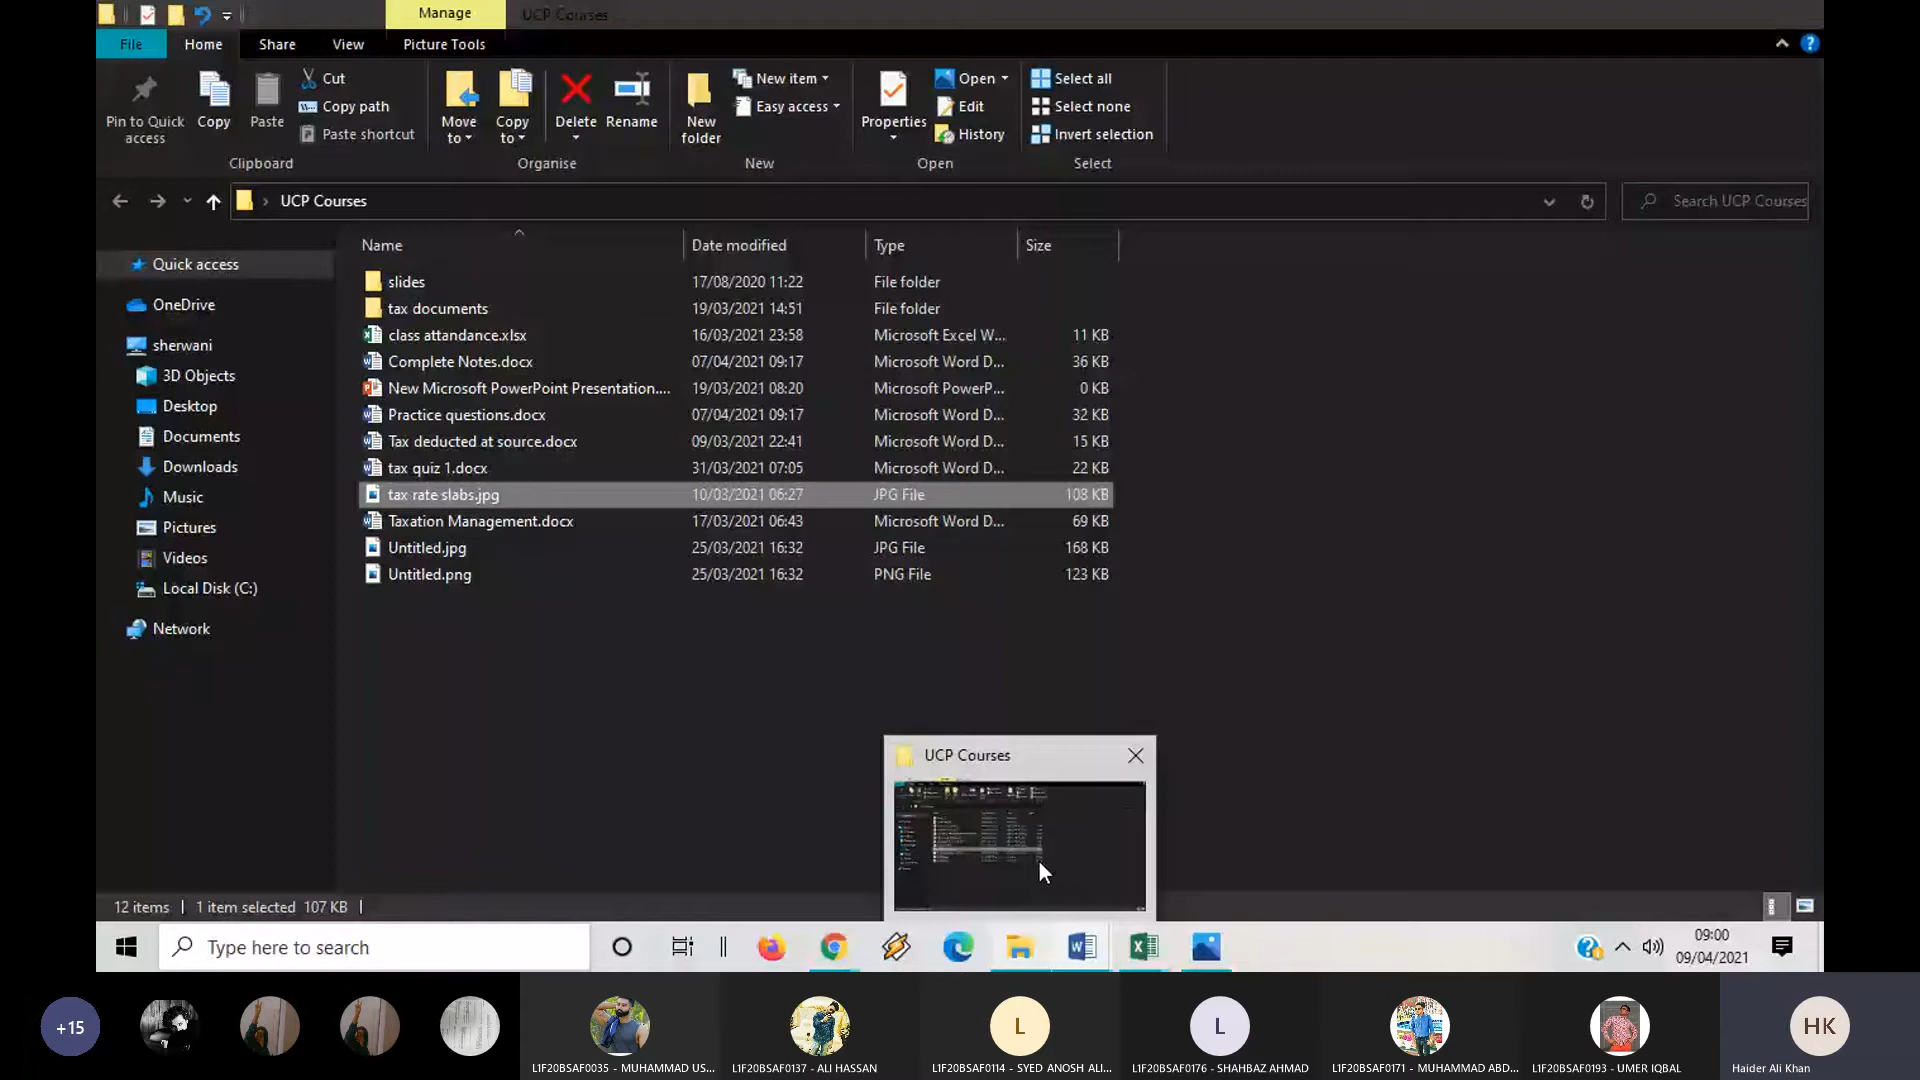 Manage
UCP Courses
File
Home
Share
View
Picture Tools
Pin to Quick access
Copy
Paste
Cut
Copy path
Paste shortcut
Clipboard
Move to
Copy to
Delete
Rename
Organise
New folder
New item
Easy access
New
Properties
Open
Edit
History
Open
Select all
Select none
Invert selection
Select
UCP Courses
Search UCP Courses
Name Date modified Type Size
Quick access
OneDrive
sherwani
3D Objects
Desktop
Documents
Downloads
Music
Pictures
Videos
Local Disk (C:)
Network
slides 17/08/2020 11:22 File folder
tax documents 19/03/2021 14:51 File folder
class attandance.xlsx 16/03/2021 23:58 Microsoft Excel W... 11 KB
Complete Notes.docx 07/04/2021 09:17 Microsoft Word D... 36 KB
New Microsoft PowerPoint Presentation.... 19/03/2021 08:20 Microsoft PowerP... 0 KB
Practice questions.docx 07/04/2021 09:17 Microsoft Word D... 32 KB
Tax deducted at source.docx 09/03/2021 22:41 Microsoft Word D... 15 KB
tax quiz 1.docx 31/03/2021 07:05 Microsoft Word D... 22 KB
tax rate slabs.jpg 10/03/2021 06:27 JPG File 108 KB
Taxation Management.docx 17/03/2021 06:43 Microsoft Word D... 69 KB
Untitled.jpg 25/03/2021 16:32 JPG File 168 KB
Untitled.png 25/03/2021 16:32 PNG File 123 KB
UCP Courses
12 items 1 item selected 107 KB
Type here to search
09:00
09/04/2021
+15
L
L
HK
L1F20BSAF0035 - MUHAMMAD US...
L1F20BSAF0137 - ALI HASSAN
L1F20BSAF0114 - SYED ANOSH ALI...
L1F20BSAF0176 - SHAHBAZ AHMAD
L1F20BSAF0171 - MUHAMMAD ABD...
L1F20BSAF0193 - UMER IQBAL
Haider Ali Khan